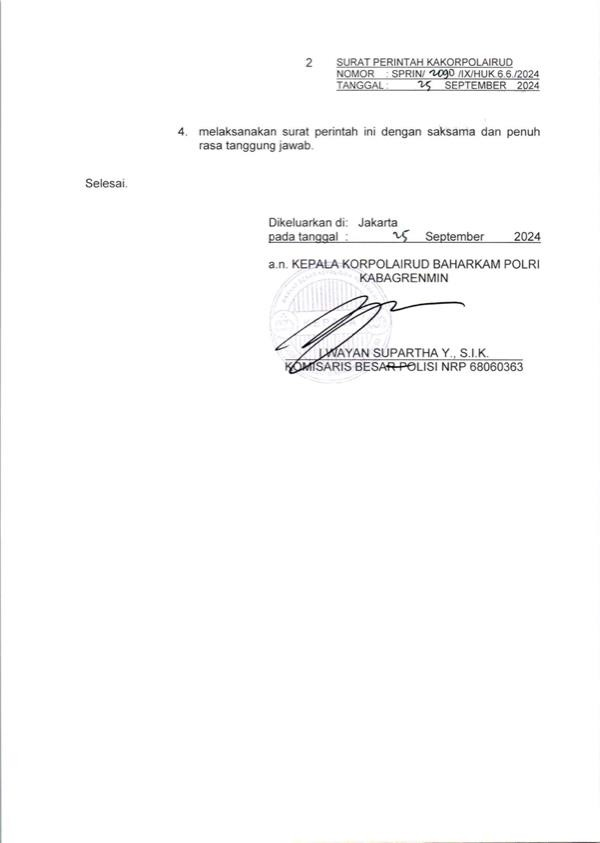 2 SURAT PERINTAH KAKORPOLAIRUD
NOMOR : SPRIN/ 2090 /IX/HUK.6.6./2024
TANGGAL : 25 SEPTEMBER 2024
4. melaksanakan surat perintah ini dengan saksama dan penuh
rasa tanggung jawab.
Selesai.
Dikeluarkan di: Jakarta
pada tanggal : 25 September 2024
a.n. KEPALA KORPOLAIRUD BAHARKAM POLRI
KABAGRENMIN
I WAYAN SUPARTHA Y., S.I.K.
KOMISARIS BESAR POLISI NRP 68060363